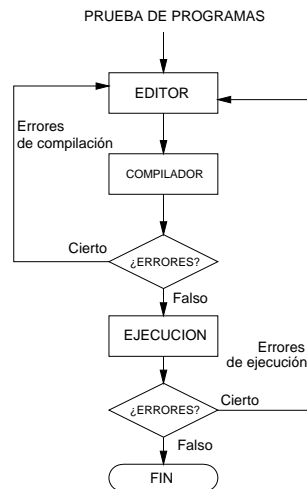 PRUEBA DE PROGRAMAS
EDITOR
Errores
de compilación
COMPILADOR
Cierto
¿ERRORES?
Falso
EJECUCION
Errores
de ejecución
¿ERRORES?
Cierto
Falso
FIN